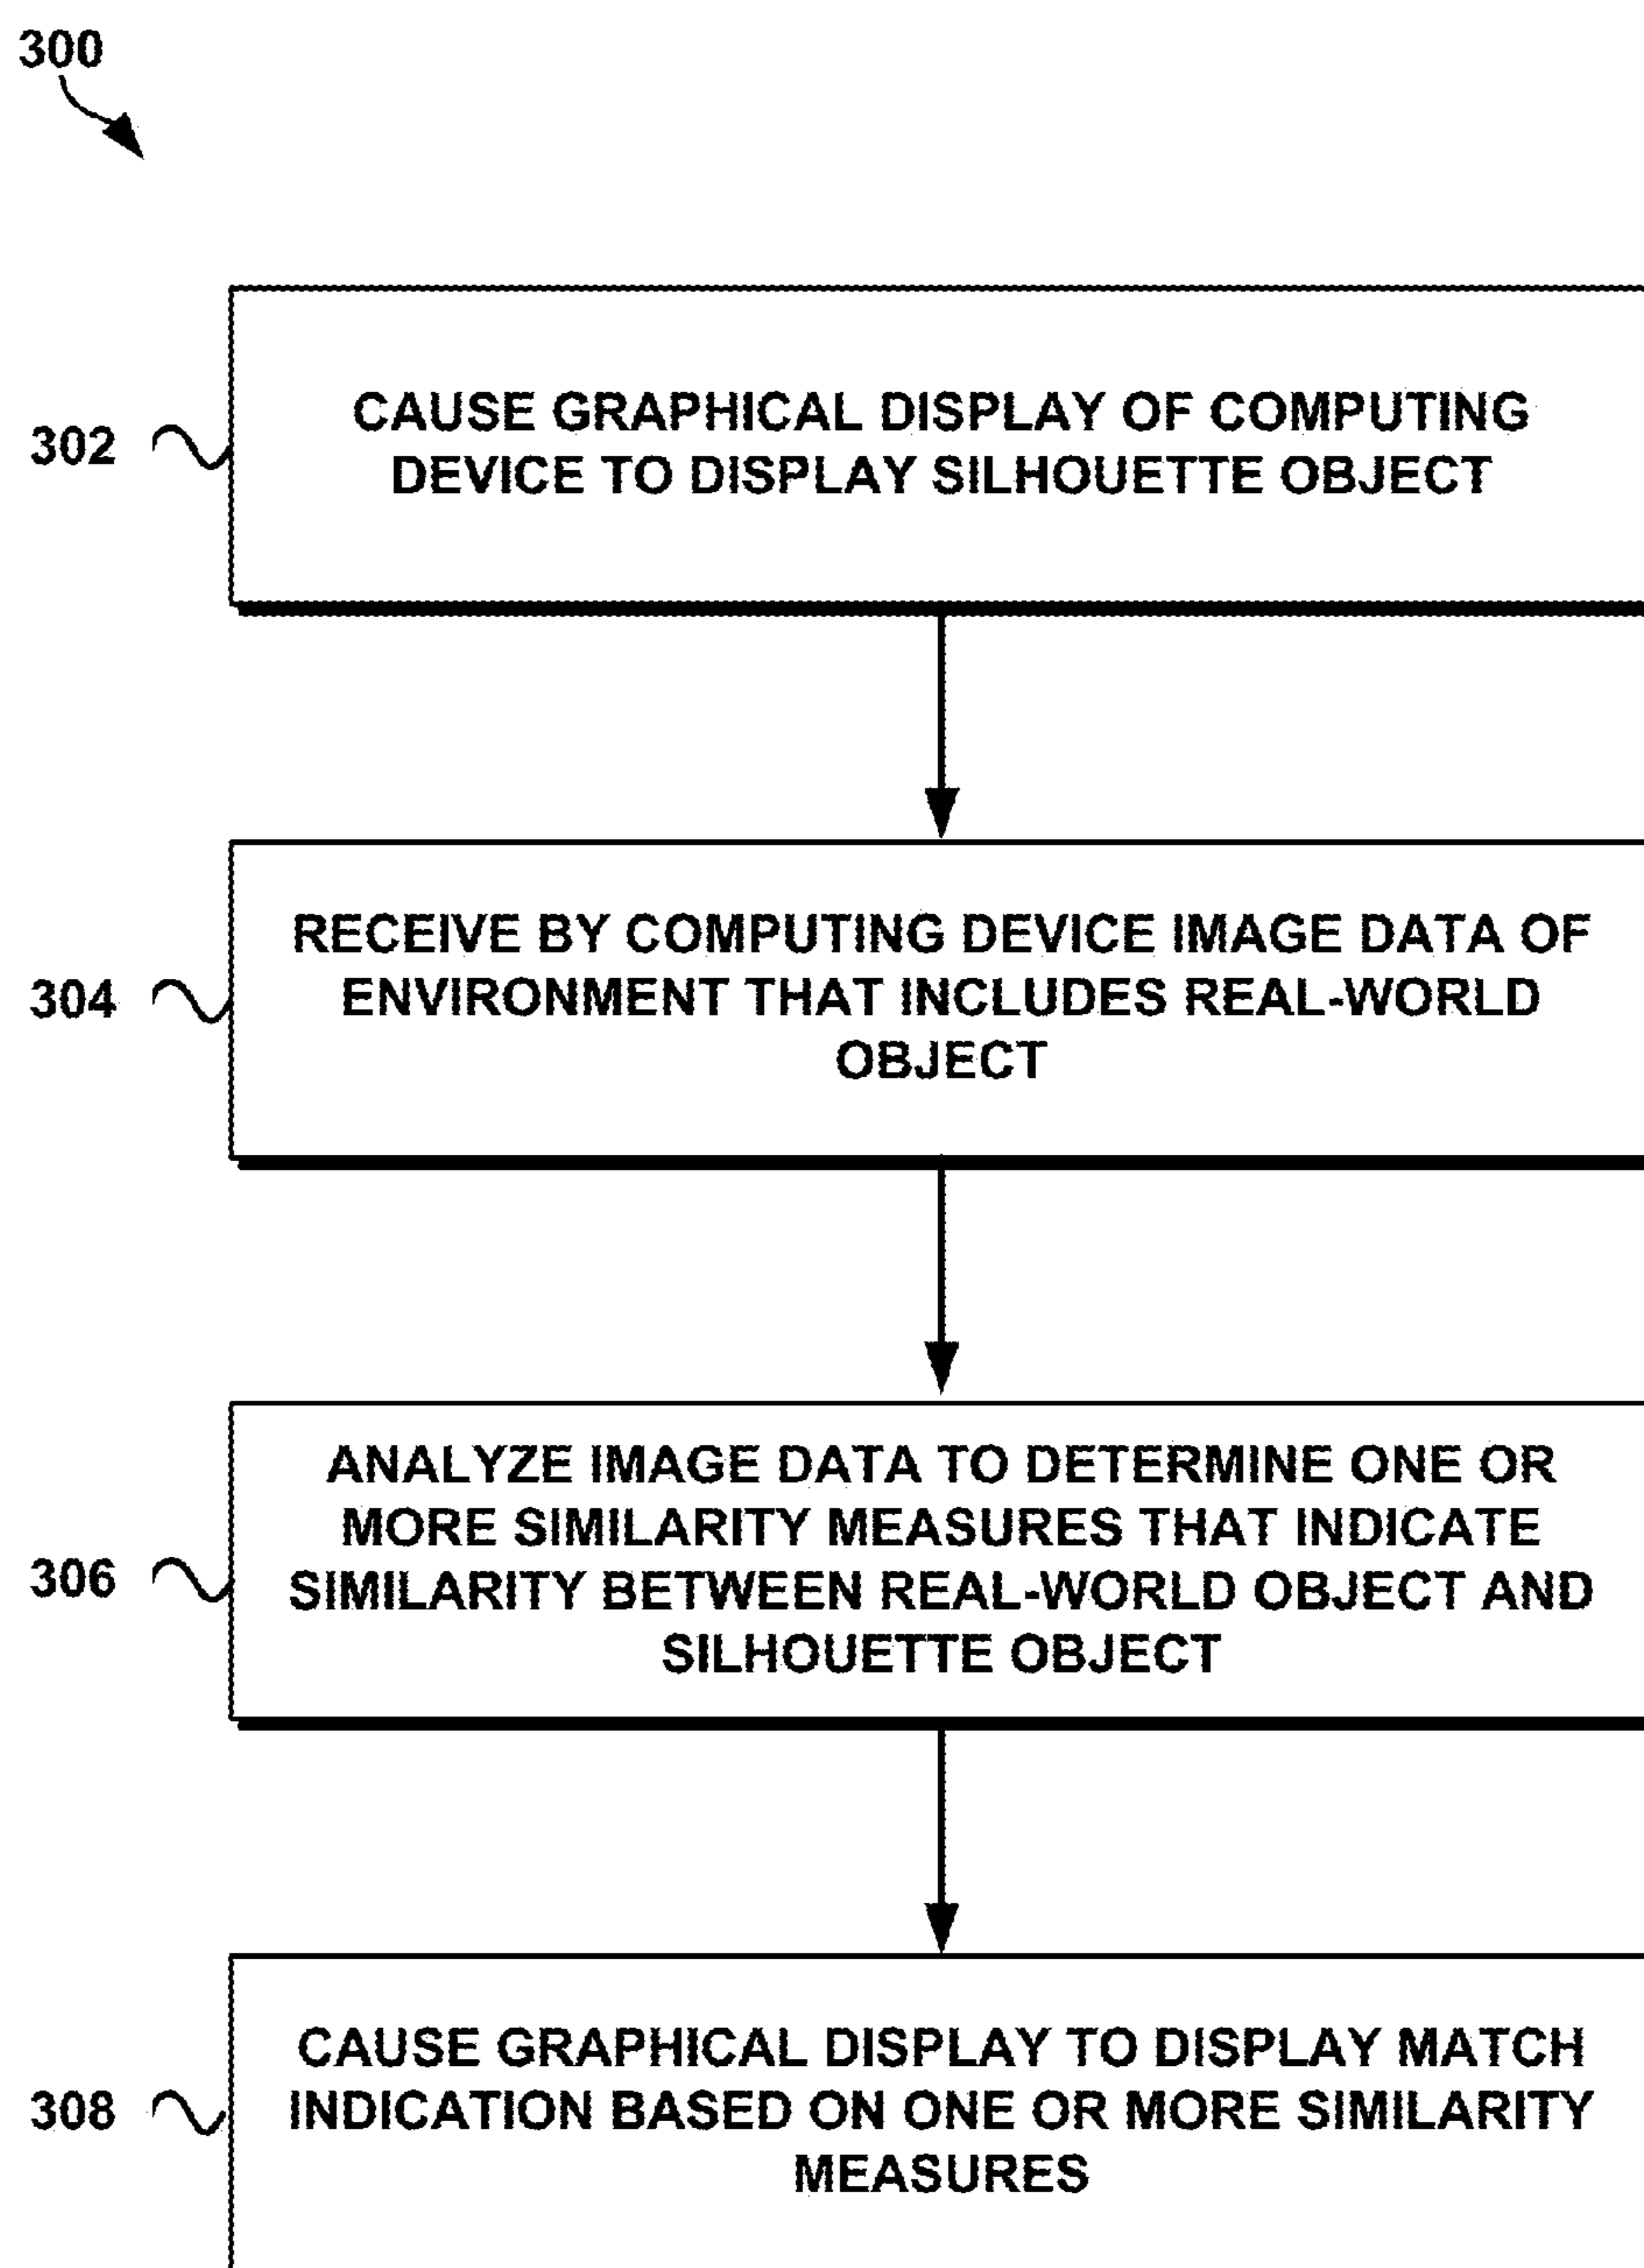 300
302
CAUSE GRAPHICAL DISPLAY OF COMPUTING
DEVICE TO DISPLAY SILHOUETTE OBJECT
304
RECEIVE BY COMPUTING DEVICE IMAGE DATA OF
ENVIRONMENT THAT INCLUDES REAL-WORLD
OBJECT
306
ANALYZE IMAGE DATA TO DETERMINE ONE OR
MORE SIMILARITY MEASURES THAT INDICATE
SIMILARITY BETWEEN REAL-WORLD OBJECT AND
SILHOUETTE OBJECT
308
CAUSE GRAPHICAL DISPLAY TO DISPLAY MATCH
INDICATION BASED ON ONE OR MORE SIMILARITY
MEASURES